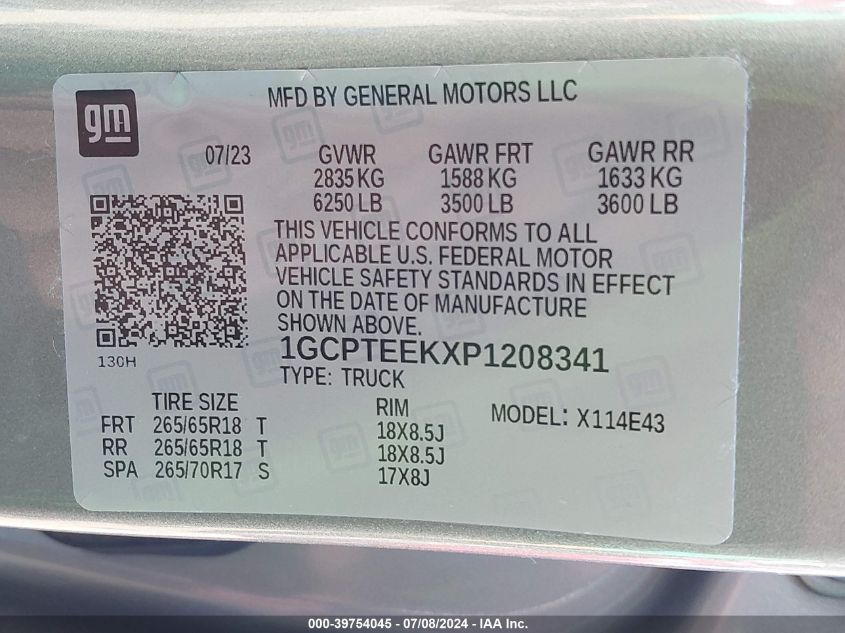 gm
MFD BY GENERAL MOTORS LLC
07/23 GVWR GAWR FRT GAWR RR
2835 KG 1588 KG 1633 KG
6250 LB 3500 LB 3600 LB
THIS VEHICLE CONFORMS TO ALL
APPLICABLE U.S. FEDERAL MOTOR
VEHICLE SAFETY STANDARDS IN EFFECT
ON THE DATE OF MANUFACTURE
SHOWN ABOVE.
130H
1GCPTEEKXP1208341
TYPE: TRUCK
TIRE SIZE RIM MODEL: X114E43
FRT 265/65R18 T 18X8.5J
RR 265/65R18 T 18X8.5J
SPA 265/70R17 S 17X8J
000-39754045 - 07/08/2024 - IAA Inc.